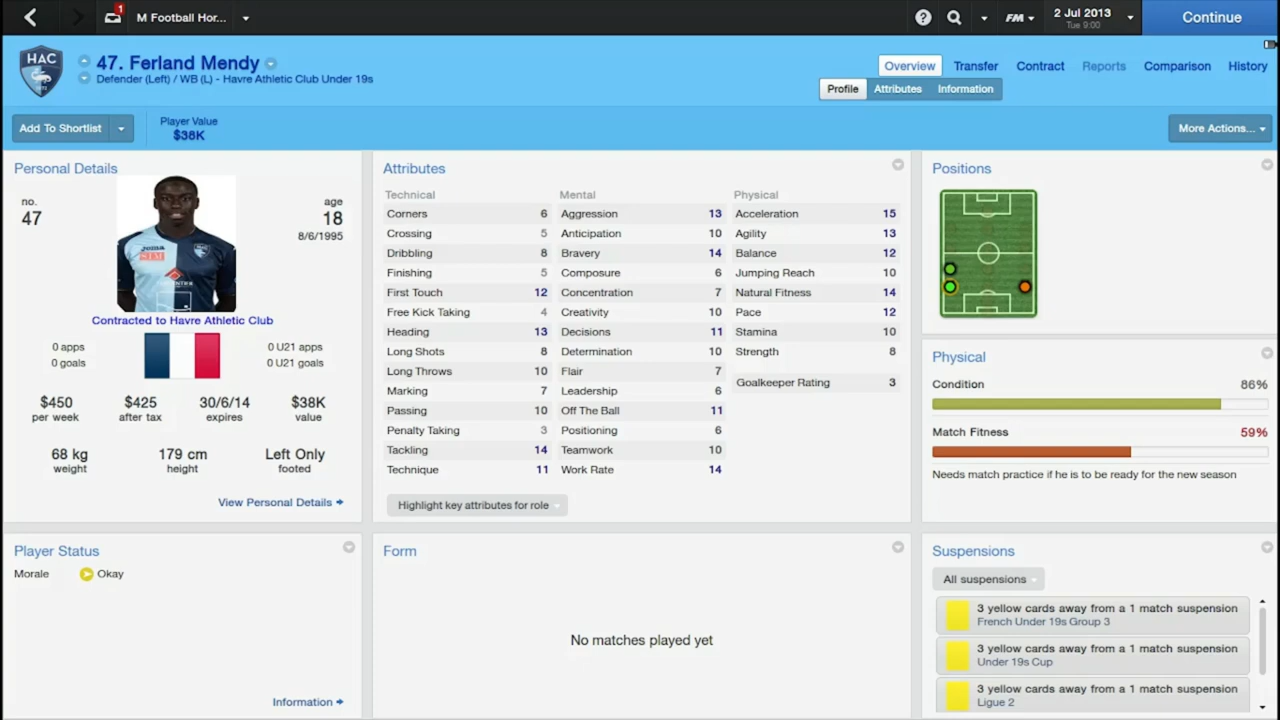 1
M Football Hor...
FM
2 Jul 2013
Tue 9:00
Continue
HAC
47. Ferland Mendy
Defender (Left) / WB (L) - Havre Athletic Club Under 19s
Overview Transfer Contract Reports Comparison History
Profile Attributes Information
Add To Shortlist
Player Value
$38K
More Actions...
Personal Details
no.
47
age
18
8/6/1995
Contracted to Havre Athletic Club
0 apps
0 goals
0 U21 apps
0 U21 goals
$450
per week
$425
after tax
30/6/14
expires
$38K
value
68 kg
weight
179 cm
height
Left Only
footed
View Personal Details
Attributes
Technical Mental Physical
Corners 6 Aggression 13 Acceleration 15
Crossing 5 Anticipation 10 Agility 13
Dribbling 8 Bravery 14 Balance 12
Finishing 5 Composure 6 Jumping Reach 10
First Touch 12 Concentration 7 Natural Fitness 14
Free Kick Taking 4 Creativity 10 Pace 12
Heading 13 Decisions 11 Stamina 10
Long Shots 8 Determination 10 Strength 8
Long Throws 10 Flair 7
Goalkeeper Rating 3
Marking 7 Leadership 6
Passing 10 Off The Ball 11
Penalty Taking 3 Positioning 6
Tackling 14 Teamwork 10
Technique 11 Work Rate 14
Highlight key attributes for role
Positions
Physical
Condition 86%
Match Fitness 59%
Needs match practice if he is to be ready for the new season
Player Status
Morale Okay
Information
Form
No matches played yet
Suspensions
All suspensions
3 yellow cards away from a 1 match suspension
French Under 19s Group 3
3 yellow cards away from a 1 match suspension
Under 19s Cup
3 yellow cards away from a 1 match suspension
Ligue 2